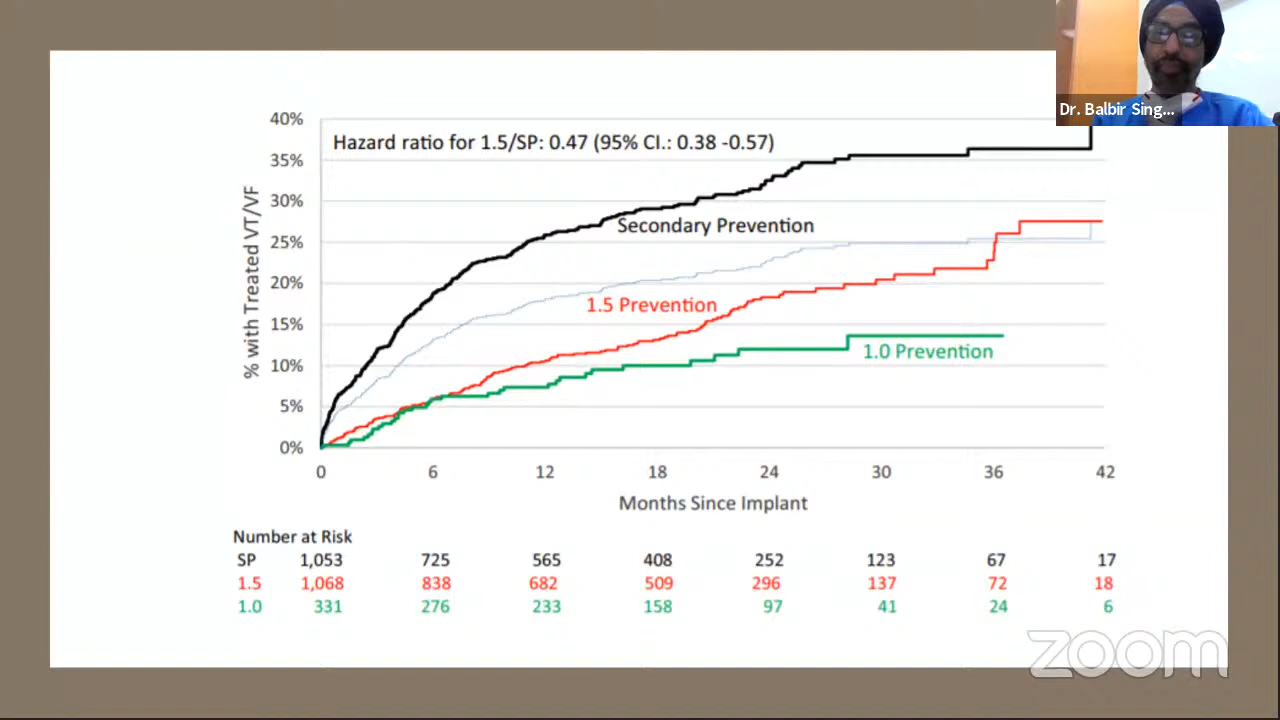 Dr. Balbir Sing...
40%
Hazard ratio for 1.5/SP: 0.47 (95% CI.: 0.38 -0.57)
35%
30%
Secondary Prevention
25%
20%
1.5 Prevention
15%
1.0 Prevention
10%
5%
0%
% with Treated VT/VF
0 6 12 18 24 30 36 42
Months Since Implant
Number at Risk
SP 1,053 725 565 408 252 123 67 17
1.5 1,068 838 682 509 296 137 72 18
1.0 331 276 233 158 97 41 24 6
zoom